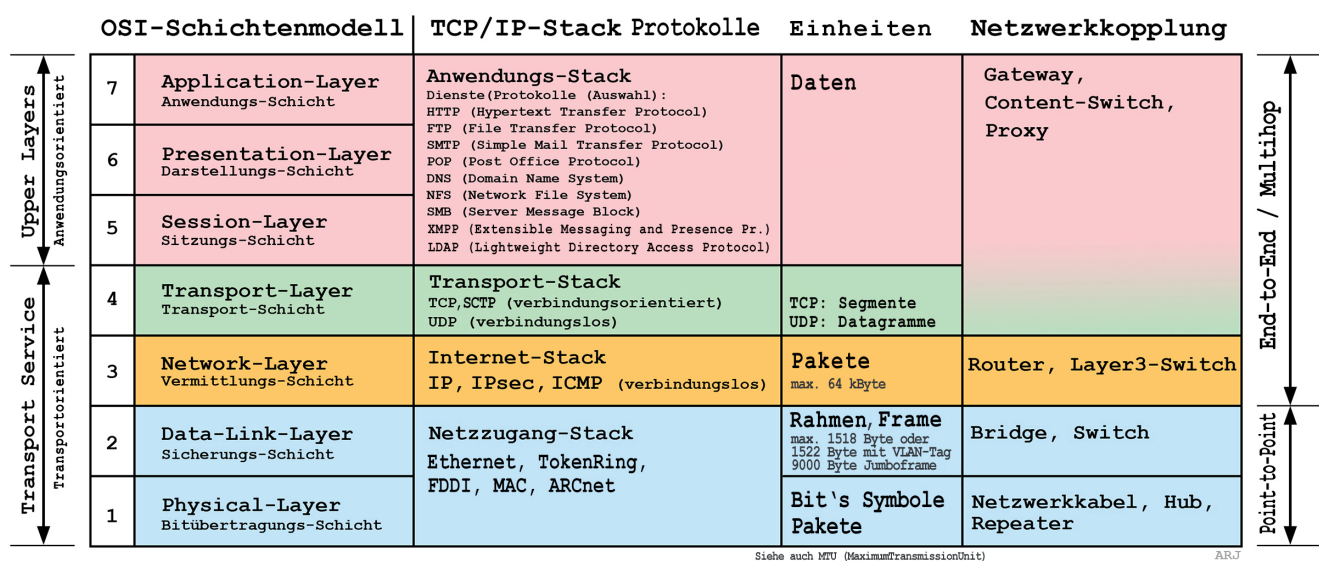 OSI-Schichtenmodell
TCP/IP-Stack Protokolle
Einheiten
Netzwerkkopplung
Upper Layers
Anwendungsorientiert
Transport Service
Transportorientiert
7
Application-Layer
Anwendungs-Schicht
6
Presentation-Layer
Darstellungs-Schicht
5
Session-Layer
Sitzungs-Schicht
4
Transport-Layer
Transport-Schicht
3
Network-Layer
Vermittlungs-Schicht
2
Data-Link-Layer
Sicherungs-Schicht
1
Physical-Layer
Bitübertragungs-Schicht
Anwendungs-Stack
Dienste(Protokolle (Auswahl):
HTTP (Hypertext Transfer Protocol)
FTP (File Transfer Protocol)
SMTP (Simple Mail Transfer Protocol)
POP (Post Office Protocol)
DNS (Domain Name System)
NFS (Network File System)
SMB (Server Message Block)
XMPP (Extensible Messaging and Presence Pr.)
LDAP (Lightweight Directory Access Protocol)
Transport-Stack
TCP,SCTP (verbindungsorientiert)
UDP (verbindungslos)
Internet-Stack
IP, IPsec, ICMP (verbindungslos)
Netzzugang-Stack
Ethernet, TokenRing,
FDDI, MAC, ARCnet
Daten
TCP: Segmente
UDP: Datagramme
Pakete
max. 64 kByte
Rahmen, Frame
max. 1518 Byte oder
1522 Byte mit VLAN-Tag
9000 Byte Jumboframe
Bit's Symbole
Pakete
Gateway,
Content-Switch,
Proxy
Router, Layer3-Switch
Bridge, Switch
Netzwerkkabel, Hub,
Repeater
End-to-End / Multihop
Point-to-Point
Siehe auch MTU (MaximumTransmissionUnit)
ARJ